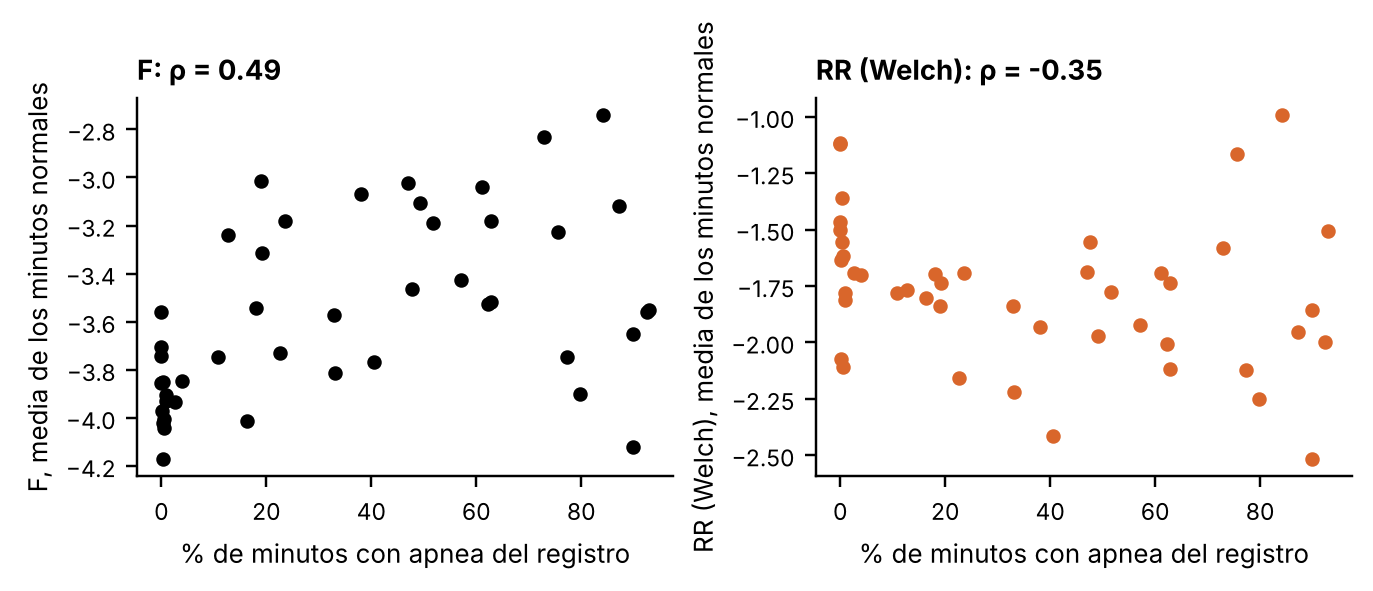 F: ρ = 0.49
F, media de los minutos normales
−2.8
−3.0
−3.2
−3.4
−3.6
−3.8
−4.0
−4.2
0 20 40 60 80
% de minutos con apnea del registro
RR (Welch): ρ = -0.35
RR (Welch), media de los minutos normales
−1.00
−1.25
−1.50
−1.75
−2.00
−2.25
−2.50
0 20 40 60 80
% de minutos con apnea del registro